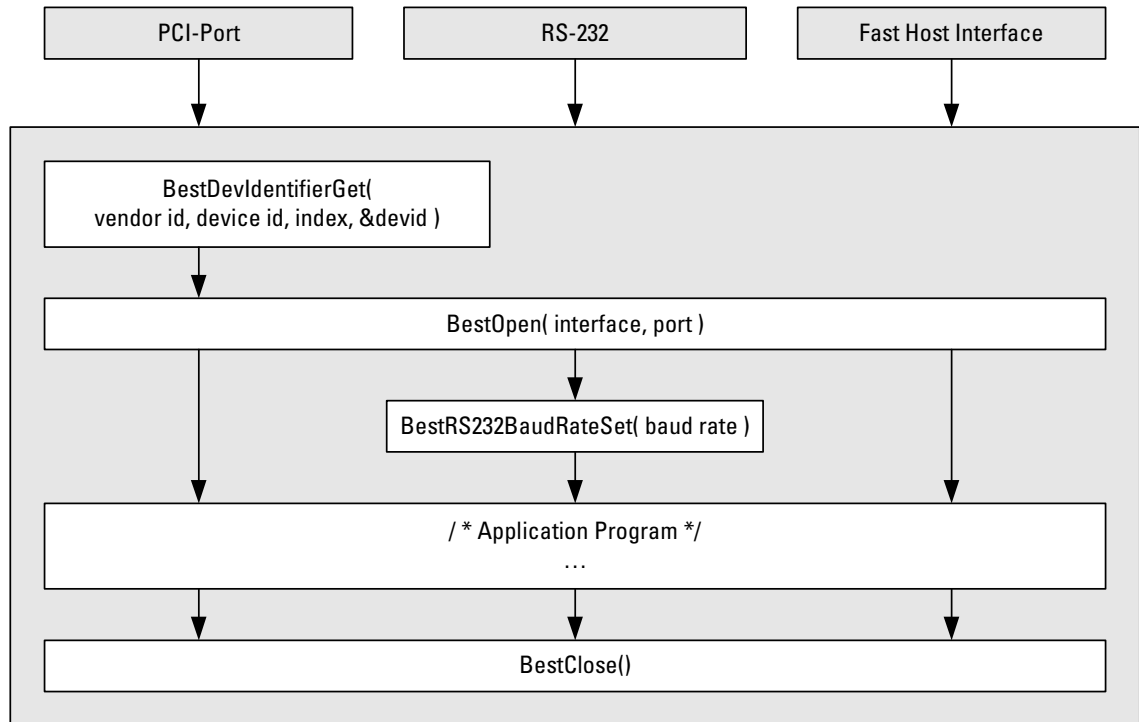 PCI-Port
RS-232
Fast Host Interface
BestDevIdentifierGet(
vendor id, device id, index, &devid )
BestOpen( interface, port )
BestRS232BaudRateSet( baud rate )
/ * Application Program */
...
BestClose()